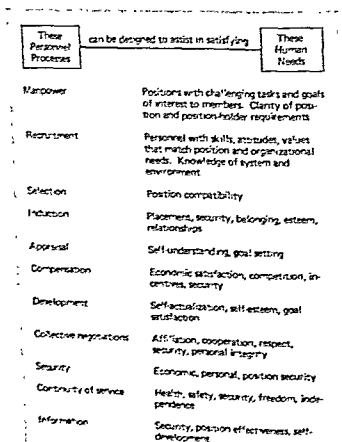 These
Personnel
Processes
can be designed to assist in satisfying
These
Human
Needs
Manpower
Positions with challenging tasks and goals
of interest to members. Clarity of posi-
tion and position-holder requirements
Recruitment
Personnel with skills, attitudes, values
that match position and organizational
needs. Knowledge of system and
environment
Selection
Position compatibility
Induction
Placement, security, belonging, esteem,
relationships
Appraisal
Self-understanding, goal setting
Compensation
Economic satisfaction, competition, in-
centives, security
Development
Self-actualization, self-esteem, goal
satisfaction
Collective negotiations
Affiliation, cooperation, respect,
security, personal integrity
Security
Economic, personal, position security
Continuity of service
Health, safety, security, freedom, inde-
pendence
Information
Security, position effectiveness, self-
development